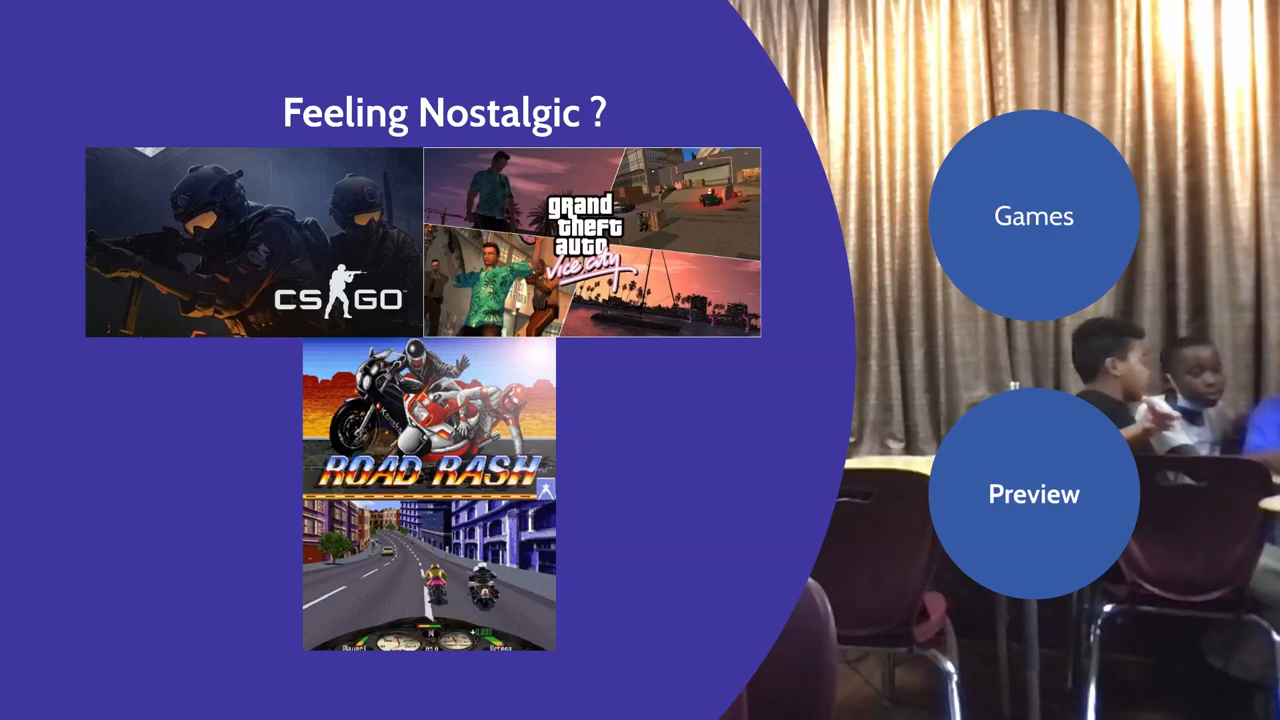 Feeling Nostalgic ?
CS GO
grand
theft
auto
vice city
ROAD RASH
Games
Preview